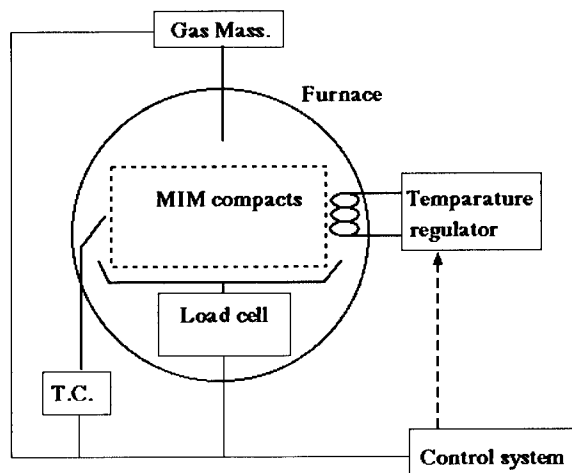 Gas Mass.
Furnace
MIM compacts
Temparature
regulator
Load cell
T.C.
Control system